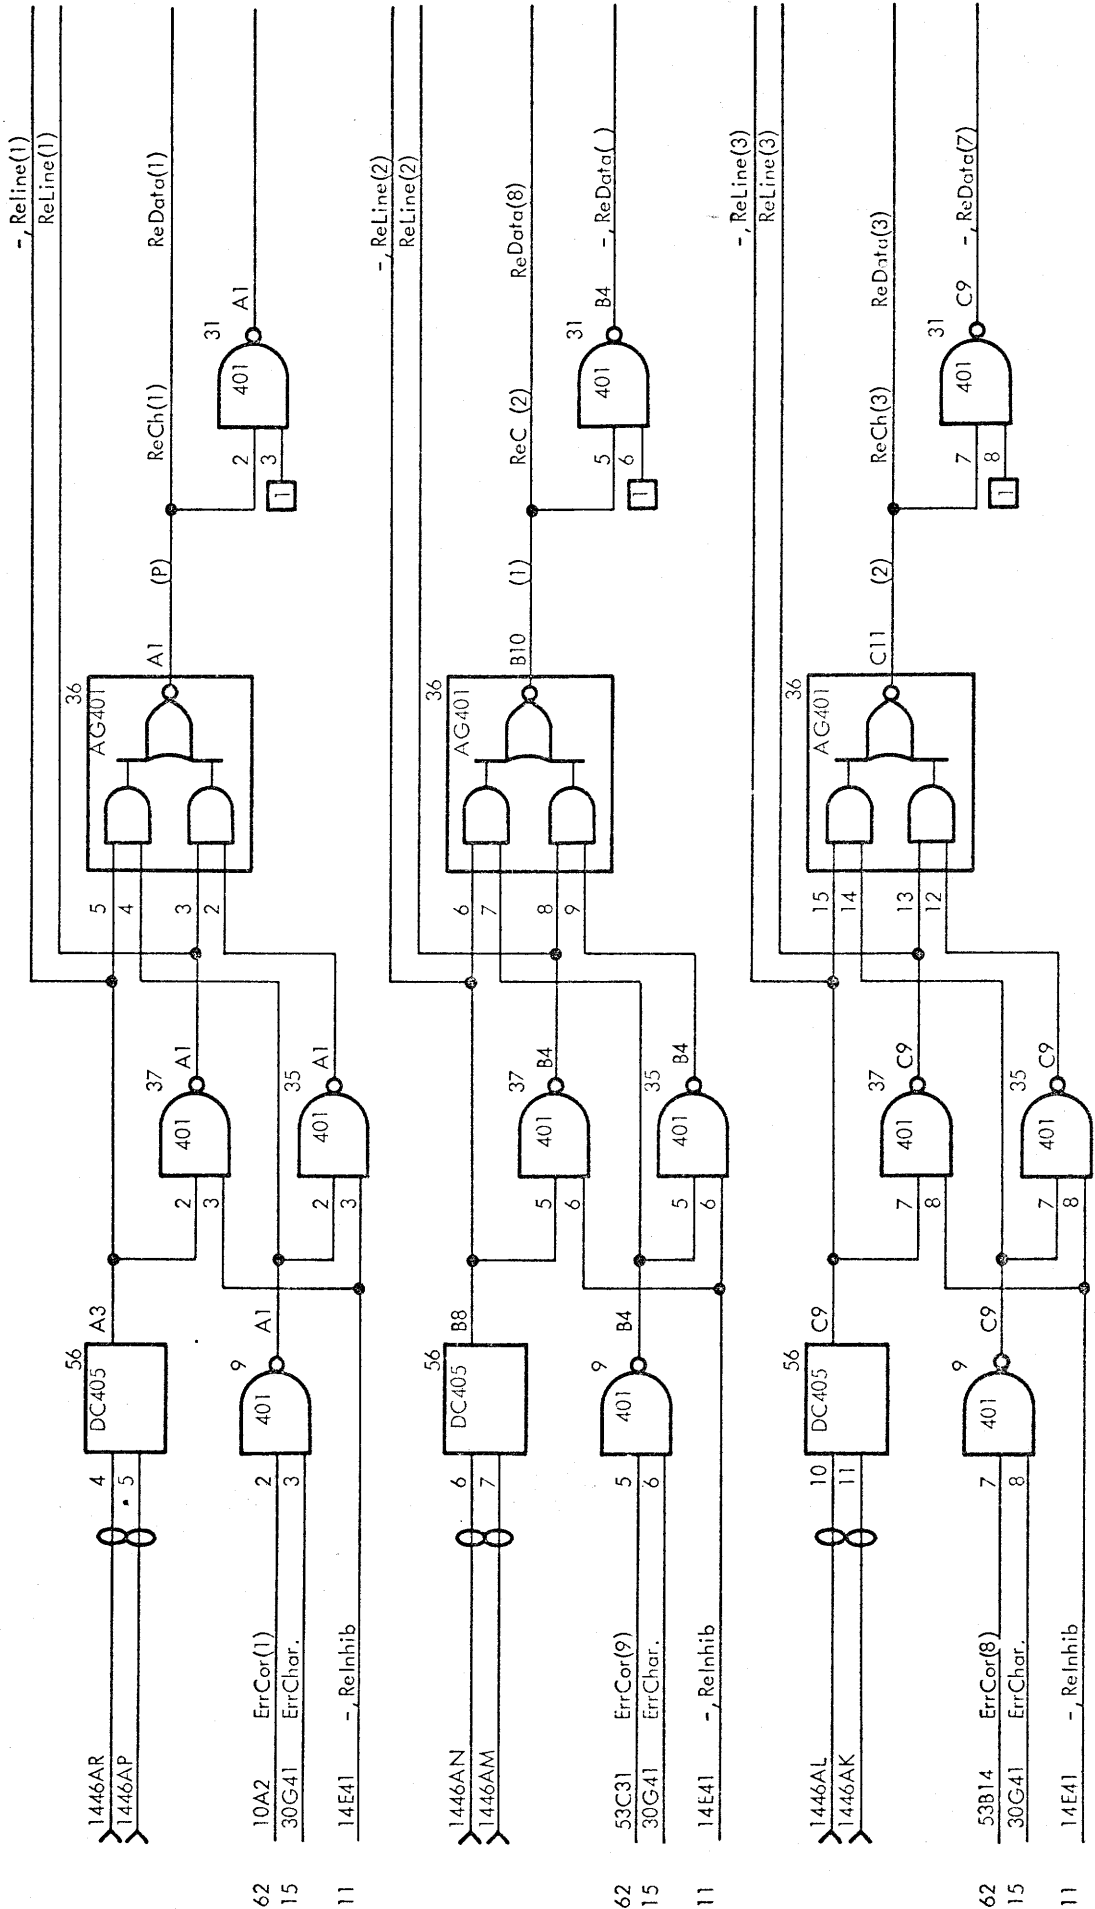 -,Reline(1)
ReLine(1)
ReCh(1) ReData(1)
(P)
36
AG401
A1
5
4
3
2
31
401
A1
2
3
1
37
401
A1
2
3
35
401
A1
2
3
56
DC405
A3
4
5
9
401
A1
2
3
1446AR
1446AP
62 10A2 ErrCor(1)
15 30G41 ErrChar.
11 14E41 -,ReInhib
-,ReLine(2)
ReLine(2)
ReC (2) ReData(8)
(1)
36
AG401
B10
6
7
8
9
31
401
B4 -,ReData( )
5
6
1
37
401
B4
5
6
35
401
B4
5
6
56
DC405
B8
6
7
9
401
B4
5
6
1446AN
1446AM
62 53C31 ErrCor(9)
15 30G41 ErrChar.
11 14E41 -,ReInhib
-,ReLine(3)
ReLine(3)
ReCh(3) ReData(3)
(2)
36
AG401
C11
15
14
13
12
31
401
C9 -,ReData(7)
7
8
1
37
401
C9
7
8
35
401
C9
7
8
56
DC405
C9
10
11
9
401
C9
7
8
1446AL
1446AK
62 53B14 ErrCor(8)
15 30G41 ErrChar.
11 14E41 -,ReInhib